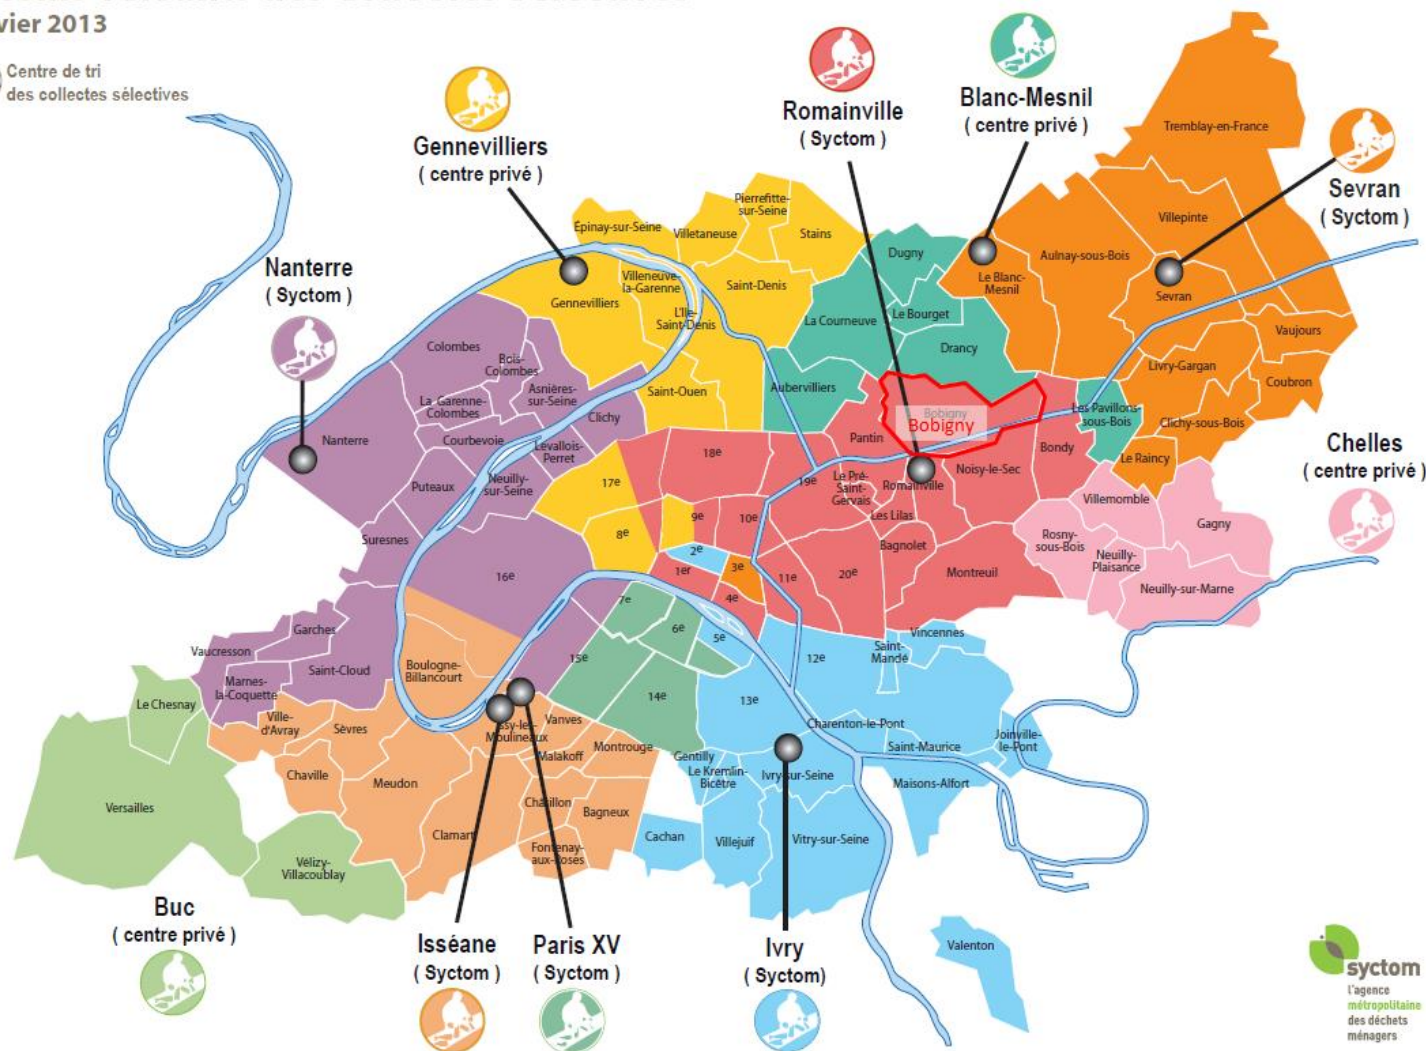 vier 2013
Centre de tri
des collectes sélectives
Gennevilliers
( centre privé )
Romainville
( Syctom )
Blanc-Mesnil
( centre privé )
Sevran
( Syctom )
Nanterre
( Syctom )
Chelles
( centre privé )
Buc
( centre privé )
Isséane
( Syctom )
Paris XV
( Syctom )
Ivry
( Syctom)
Tremblay-en-France
Villepinte
Aulnay-sous-Bois
Le Blanc-
Mesnil
Sevran
Vaujours
Livry-Gargan
Coubron
Clichy-sous-Bois
Le Raincy
Les Pavillons-
sous-Bois
Dugny
Le Bourget
La Courneuve
Drancy
Aubervilliers
Pierrefitte-
sur-Seine
Épinay-sur-Seine
Villetaneuse
Stains
Villeneuve-
la-Garenne
Saint-Denis
Gennevilliers
L'Ile-
Saint-Denis
Saint-Ouen
Colombes
Bois-
Colombes
Asnières-
sur-Seine
La Garenne-
Colombes
Clichy
Nanterre
Courbevoie
Levallois-
Perret
Puteaux
Neuilly-
sur-Seine
Suresnes
Garches
Vaucresson
Saint-Cloud
Marnes-
la-Coquette
Bobigny
Bobigny
Pantin
Bondy
Noisy-le-Sec
Le Pré-
Saint-
Gervais
Romainville
Les Lilas
Bagnolet
Montreuil
Villemomble
Gagny
Rosny-
sous-Bois
Neuilly-
Plaisance
Neuilly-sur-Marne
17e
18e
19e
8e
9e
10e
2e
3e
1er
4e
11e
20e
16e
7e
6e
5e
15e
14e
13e
12e
Saint-
Mandé
Vincennes
Charenton-le-Pont
Saint-Maurice
Joinville-
le-Pont
Maisons-Alfort
Gentilly
Le Kremlin-
Bicêtre
Ivry-sur-Seine
Cachan
Villejuif
Vitry-sur-Seine
Valenton
Boulogne-
Billancourt
Issy-les-
Moulineaux
Vanves
Malakoff
Montrouge
Châtillon
Bagneux
Fontenay-
aux-Roses
Clamart
Meudon
Sèvres
Ville-
d'Avray
Chaville
Le Chesnay
Versailles
Vélizy-
Villacoublay
syctom
l'agence
métropolitaine
des déchets
ménagers